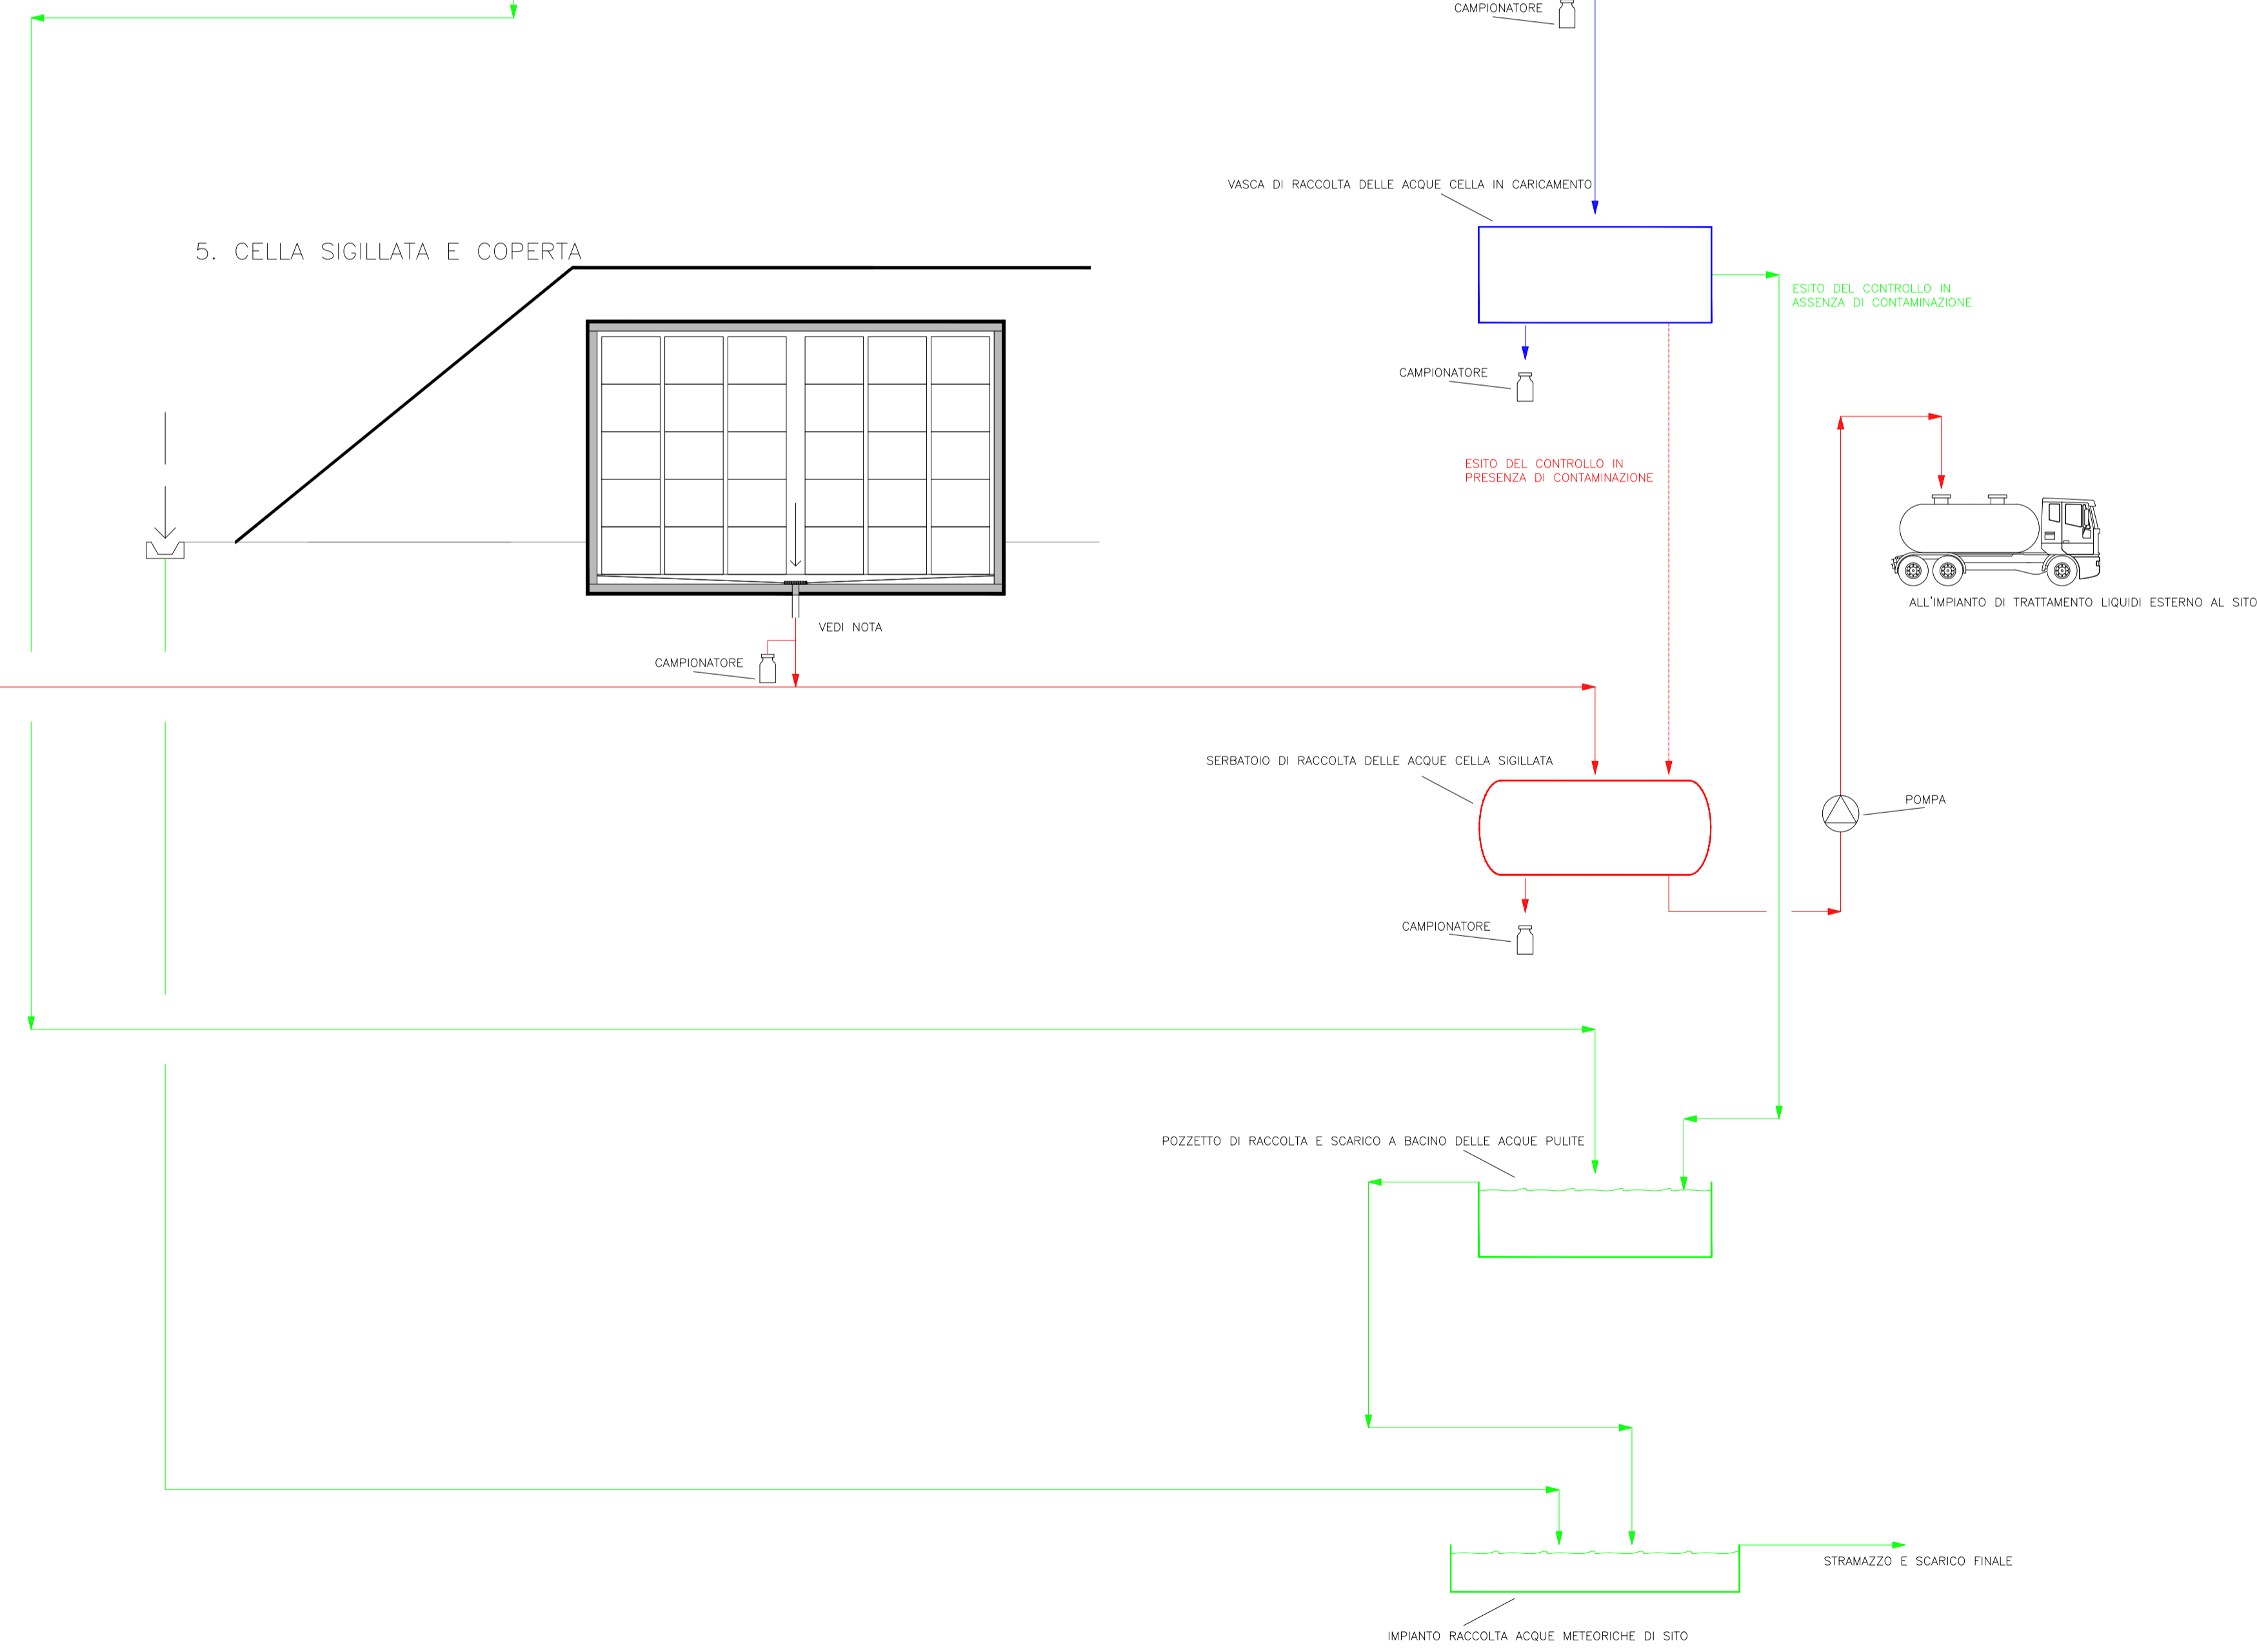 CAMPIONATORE
VASCA DI RACCOLTA DELLE ACQUE CELLA IN CARICAMENTO
5. CELLA SIGILLATA E COPERTA
ESITO DEL CONTROLLO IN
ASSENZA DI CONTAMINAZIONE
CAMPIONATORE
ESITO DEL CONTROLLO IN
PRESENZA DI CONTAMINAZIONE
ALL'IMPIANTO DI TRATTAMENTO LIQUIDI ESTERNO AL SITO
VEDI NOTA
CAMPIONATORE
SERBATOIO DI RACCOLTA DELLE ACQUE CELLA SIGILLATA
POMPA
CAMPIONATORE
POZZETTO DI RACCOLTA E SCARICO A BACINO DELLE ACQUE PULITE
STRAMAZZO E SCARICO FINALE
IMPIANTO RACCOLTA ACQUE METEORICHE DI SITO